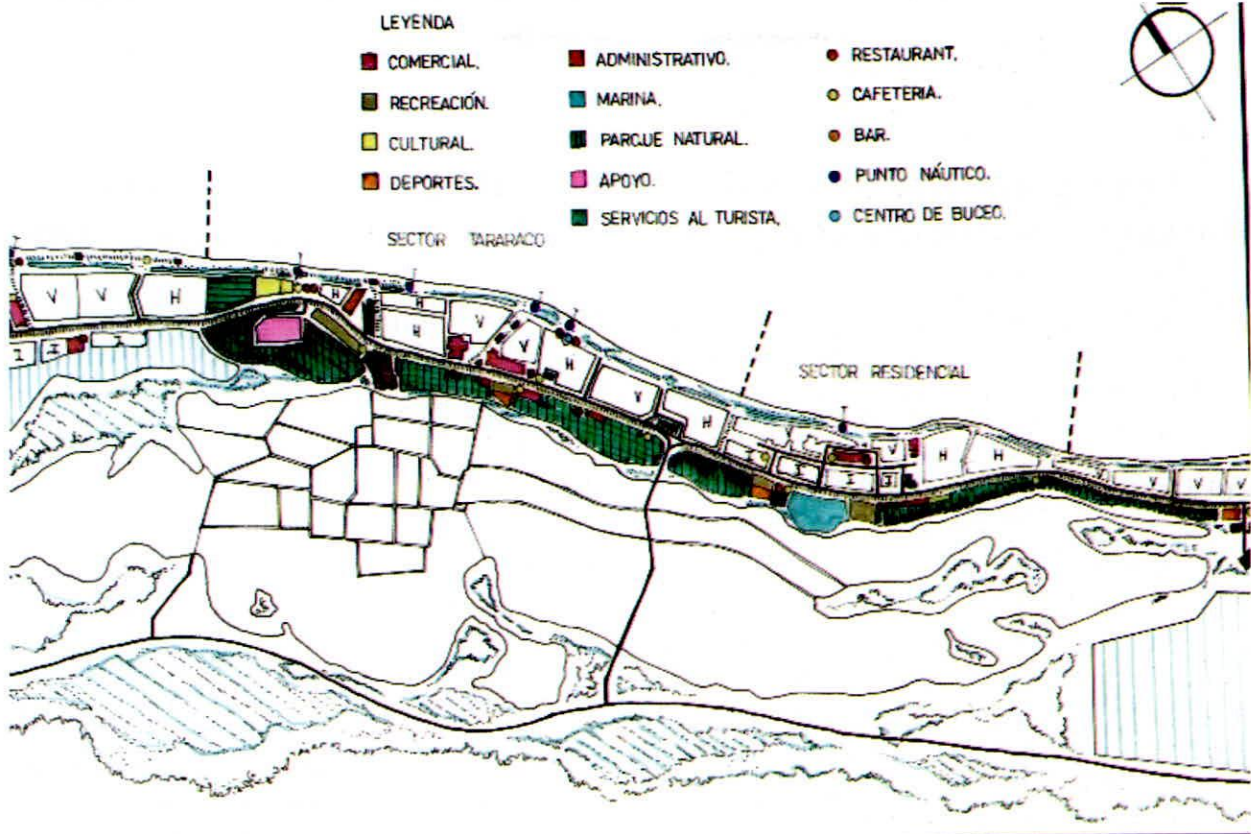 LEYENDA
COMERCIAL.
RECREACIÓN.
CULTURAL.
DEPORTES.
ADMINISTRATIVO.
MARINA.
PARQUE NATURAL.
APOYO.
SERVICIOS AL TURISTA.
RESTAURANT.
CAFETERIA.
BAR.
PUNTO NÁUTICO.
CENTRO DE BUCEO.
SECTOR TARARACO
SECTOR RESIDENCIAL
V V H H
H V V H V H
V V H H V V V
I I I I I I I